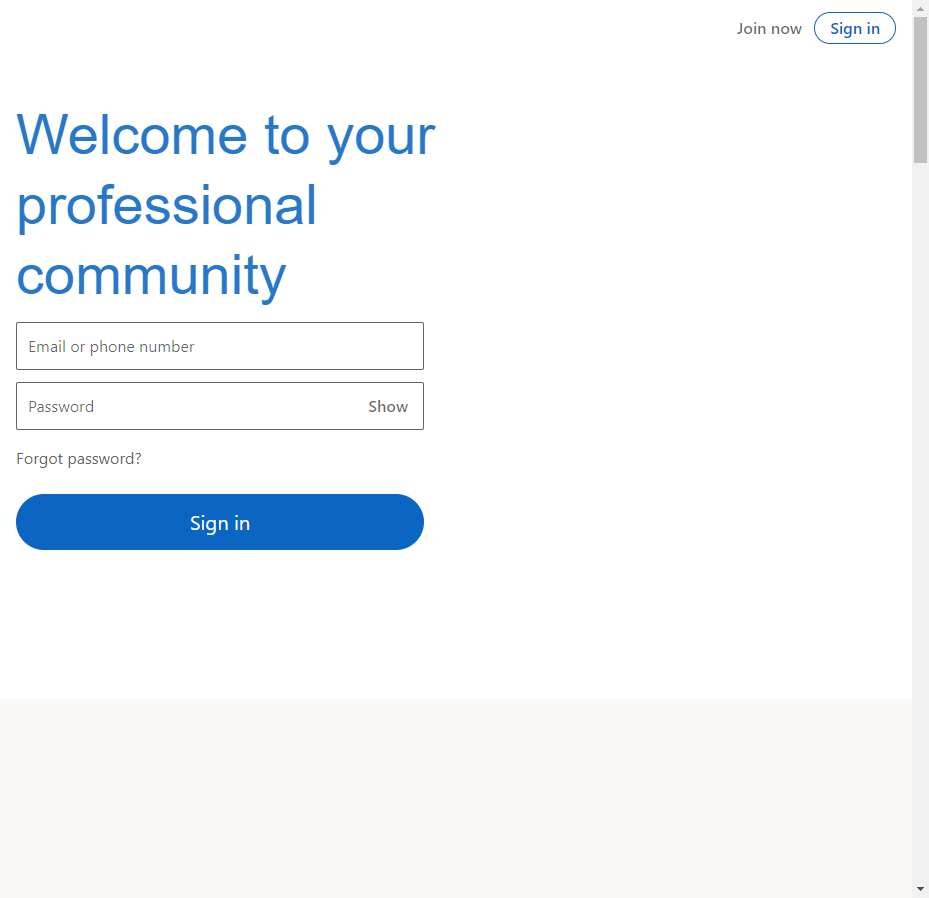 Join now
Sign in
Welcome to your
professional
community
Email or phone number
Password
Show
Forgot password?
Sign in